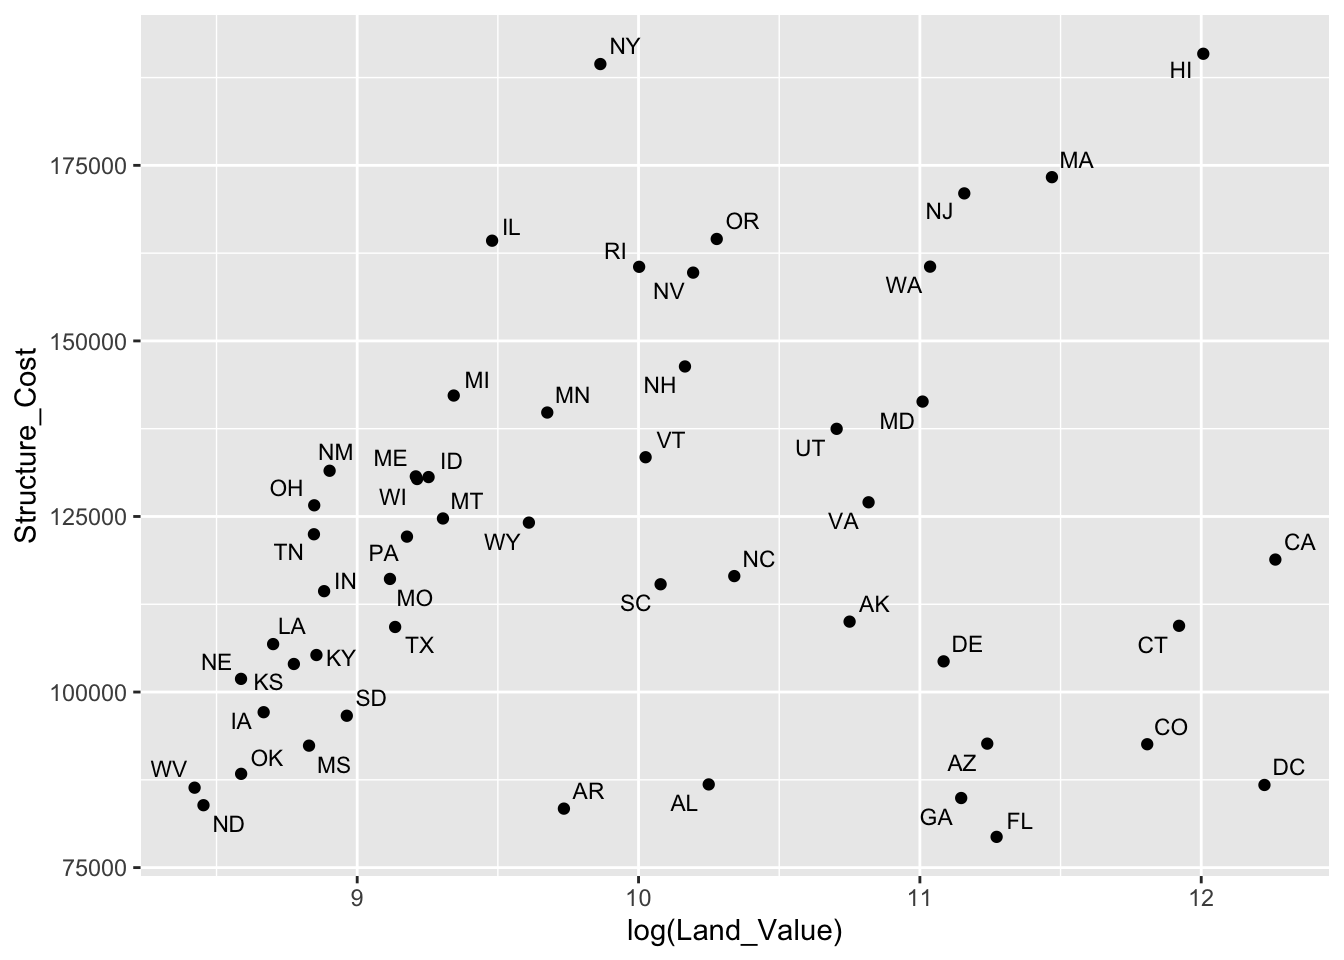 NY
HI
MA
175000
NJ
OR
IL
RI
WA
NV
150000
NH
MI
MN
MD
VT
UT
NM
ME
ID
OH
WI
MT
125000
VA
WY
TN
PA
CA
NC
IN
MO
SC
AK
LA
TX
DE
CT
KY
NE
KS
100000
SD
IA
CO
OK
MS
AZ
WV
DC
AR
AL
GA
FL
ND
75000
9 10 11 12
log(Land_Value)
Structure_Cost